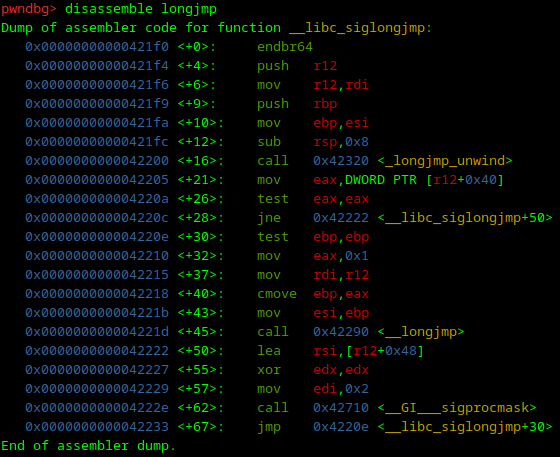 pwndbg> disassemble longjmp
Dump of assembler code for function __libc_siglongjmp:
   0x00000000000421f0 <+0>:     endbr64
   0x00000000000421f4 <+4>:     push   r12
   0x00000000000421f6 <+6>:     mov    r12,rdi
   0x00000000000421f9 <+9>:     push   rbp
   0x00000000000421fa <+10>:    mov    ebp,esi
   0x00000000000421fc <+12>:    sub    rsp,0x8
   0x0000000000042200 <+16>:    call   0x42320 <_longjmp_unwind>
   0x0000000000042205 <+21>:    mov    eax,DWORD PTR [r12+0x40]
   0x000000000004220a <+26>:    test   eax,eax
   0x000000000004220c <+28>:    jne    0x42222 <__libc_siglongjmp+50>
   0x000000000004220e <+30>:    test   ebp,ebp
   0x0000000000042210 <+32>:    mov    eax,0x1
   0x0000000000042215 <+37>:    mov    rdi,r12
   0x0000000000042218 <+40>:    cmove  ebp,eax
   0x000000000004221b <+43>:    mov    esi,ebp
   0x000000000004221d <+45>:    call   0x42290 <__longjmp>
   0x0000000000042222 <+50>:    lea    rsi,[r12+0x48]
   0x0000000000042227 <+55>:    xor    edx,edx
   0x0000000000042229 <+57>:    mov    edi,0x2
   0x000000000004222e <+62>:    call   0x42710 <__GI___sigprocmask>
   0x0000000000042233 <+67>:    jmp    0x4220e <__libc_siglongjmp+30>
End of assembler dump.